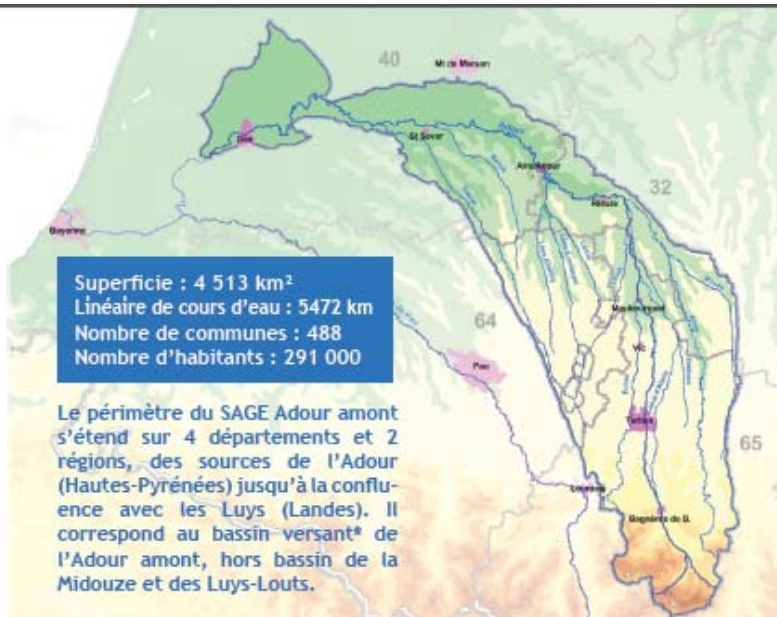 40
Mt de Marsan
Dax
St Sever
Adour
Aire/Adour
32
Riscle
Bayonne
Superficie : 4 513 km²
Linéaire de cours d'eau : 5472 km
Nombre de communes : 488
Nombre d'habitants : 291 000
64
Maubourguet
Vic
Pau
Tarbes
65
Lourdes
Bagnères de B.
Le périmètre du SAGE Adour amont
s'étend sur 4 départements et 2
régions, des sources de l'Adour
(Hautes-Pyrénées) jusqu'à la conflu-
ence avec les Luys (Landes). Il
correspond au bassin versant* de
l'Adour amont, hors bassin de la
Midouze et des Luys-Louts.